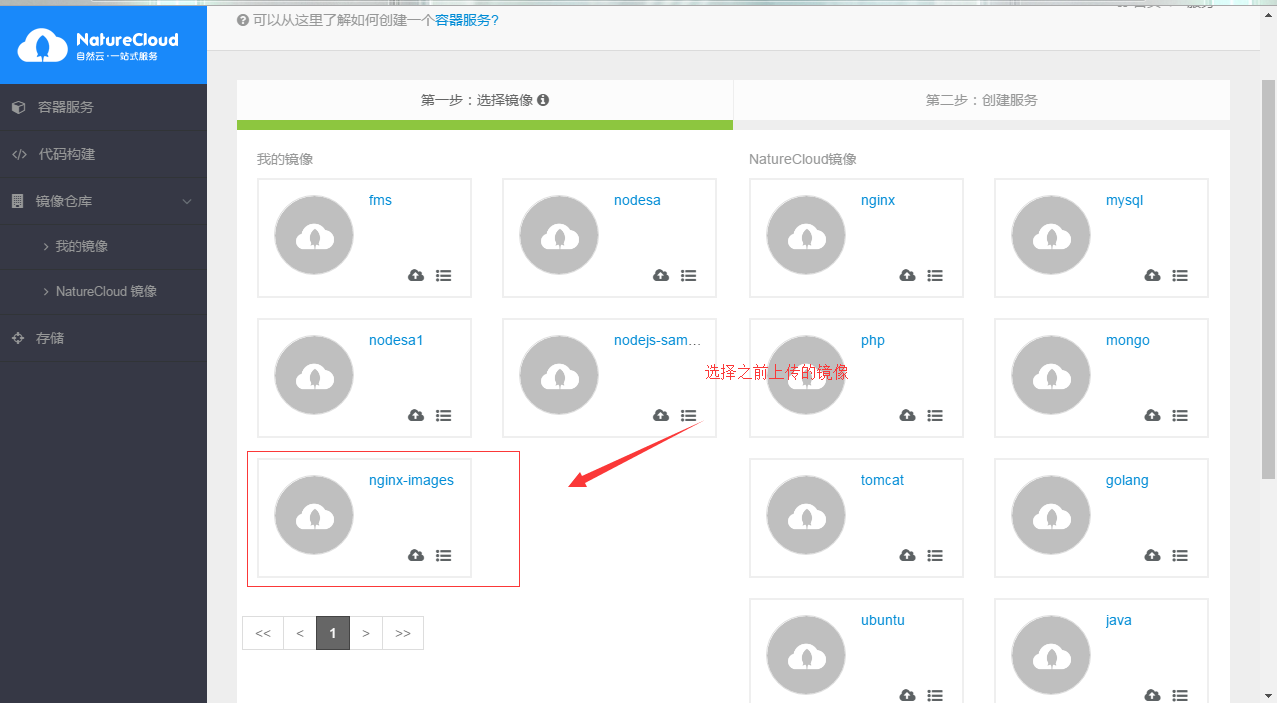 可以从这里了解如何创建一个容器服务?
NatureCloud
自然云·一站式服务
容器服务
代码构建
镜像仓库
我的镜像
NatureCloud 镜像
存储
第一步：选择镜像
第二步：创建服务
我的镜像
NatureCloud镜像
fms
nodesa
nginx
mysql
nodesa1
nodejs-sam...
php
mongo
选择之前上传的镜像
nginx-images
tomcat
golang
ubuntu
java
<< < 1 > >>